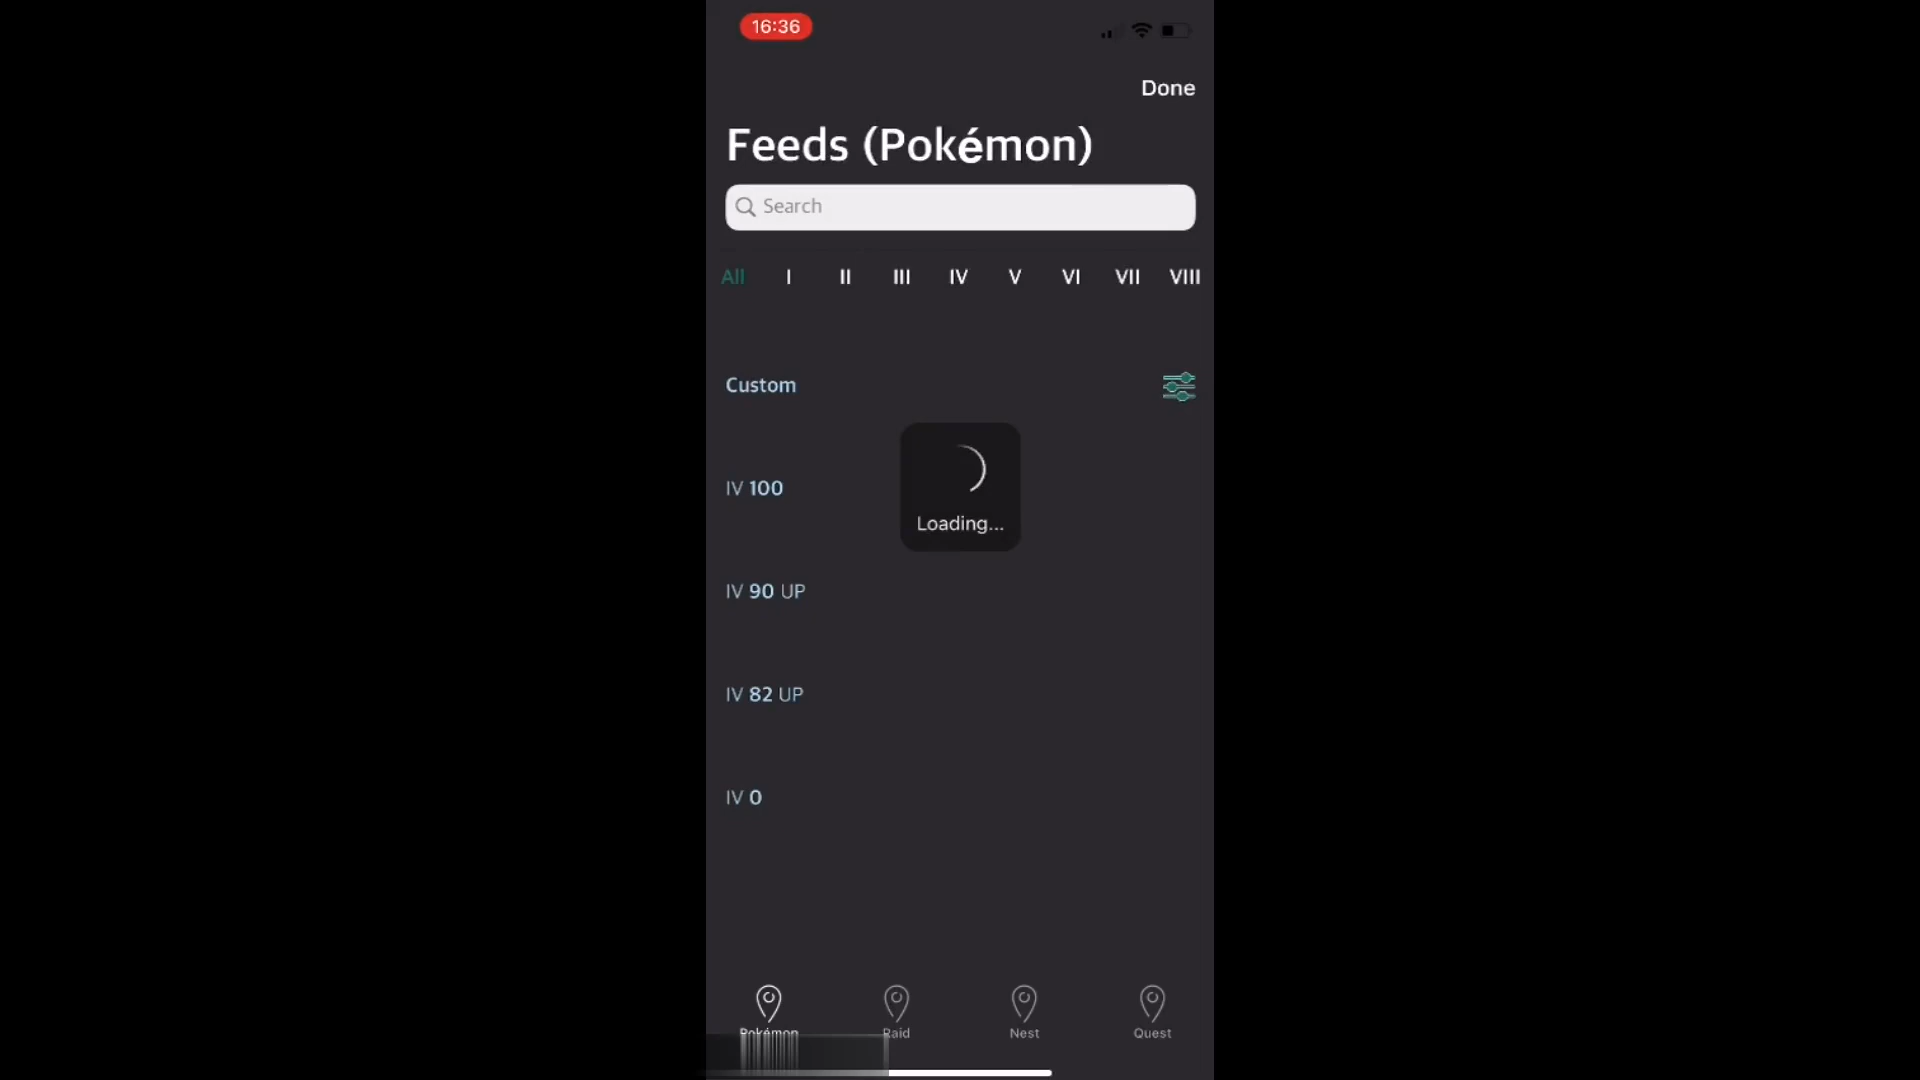 16:36
Done
Feeds (Pokémon)
Search
All I II III IV V VI VII VIII
Custom
Loading...
IV 100
IV 90 UP
IV 82 UP
IV 0
Pokémon Raid Nest Quest